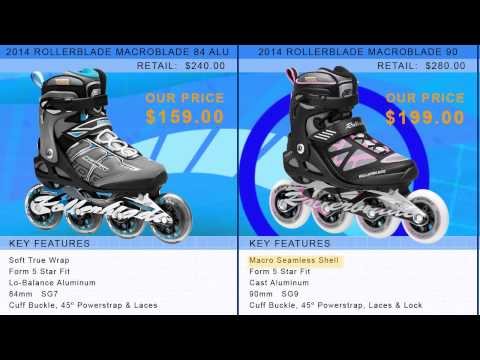 2014 ROLLERBLADE MACROBLADE 84 ALU
RETAIL: $240.00
OUR PRICE
$159.00
Rollerblade
KEY FEATURES
Soft True Wrap
Form 5 Star Fit
Lo-Balance Aluminum
84mm SG7
Cuff Buckle, 45° Powerstrap & Laces
2014 ROLLERBLADE MACROBLADE 90
RETAIL: $280.00
OUR PRICE
$199.00
ROLLERBLADE
Rollerblade
KEY FEATURES
Macro Seamless Shell
Form 5 Star Fit
Cast Aluminum
90mm SG9
Cuff Buckle, 45° Powerstrap, Laces & Lock